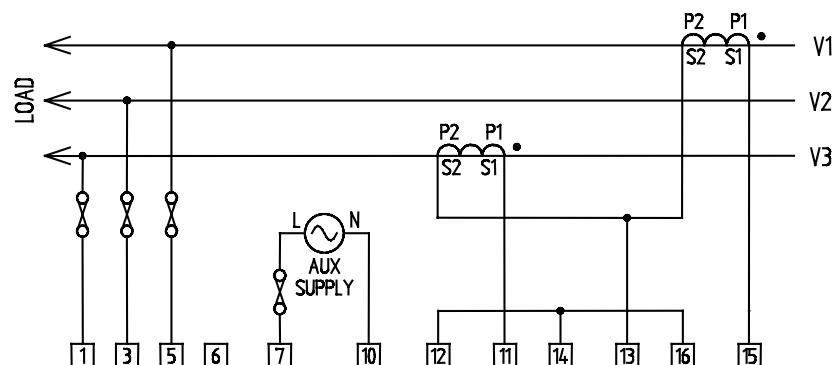 P2 P1
V1
S2 S1
LOAD
V2
P2 P1
V3
S2 S1
L N
AUX
SUPPLY
1 3 5 6 7 10 12 11 14 13 16 15